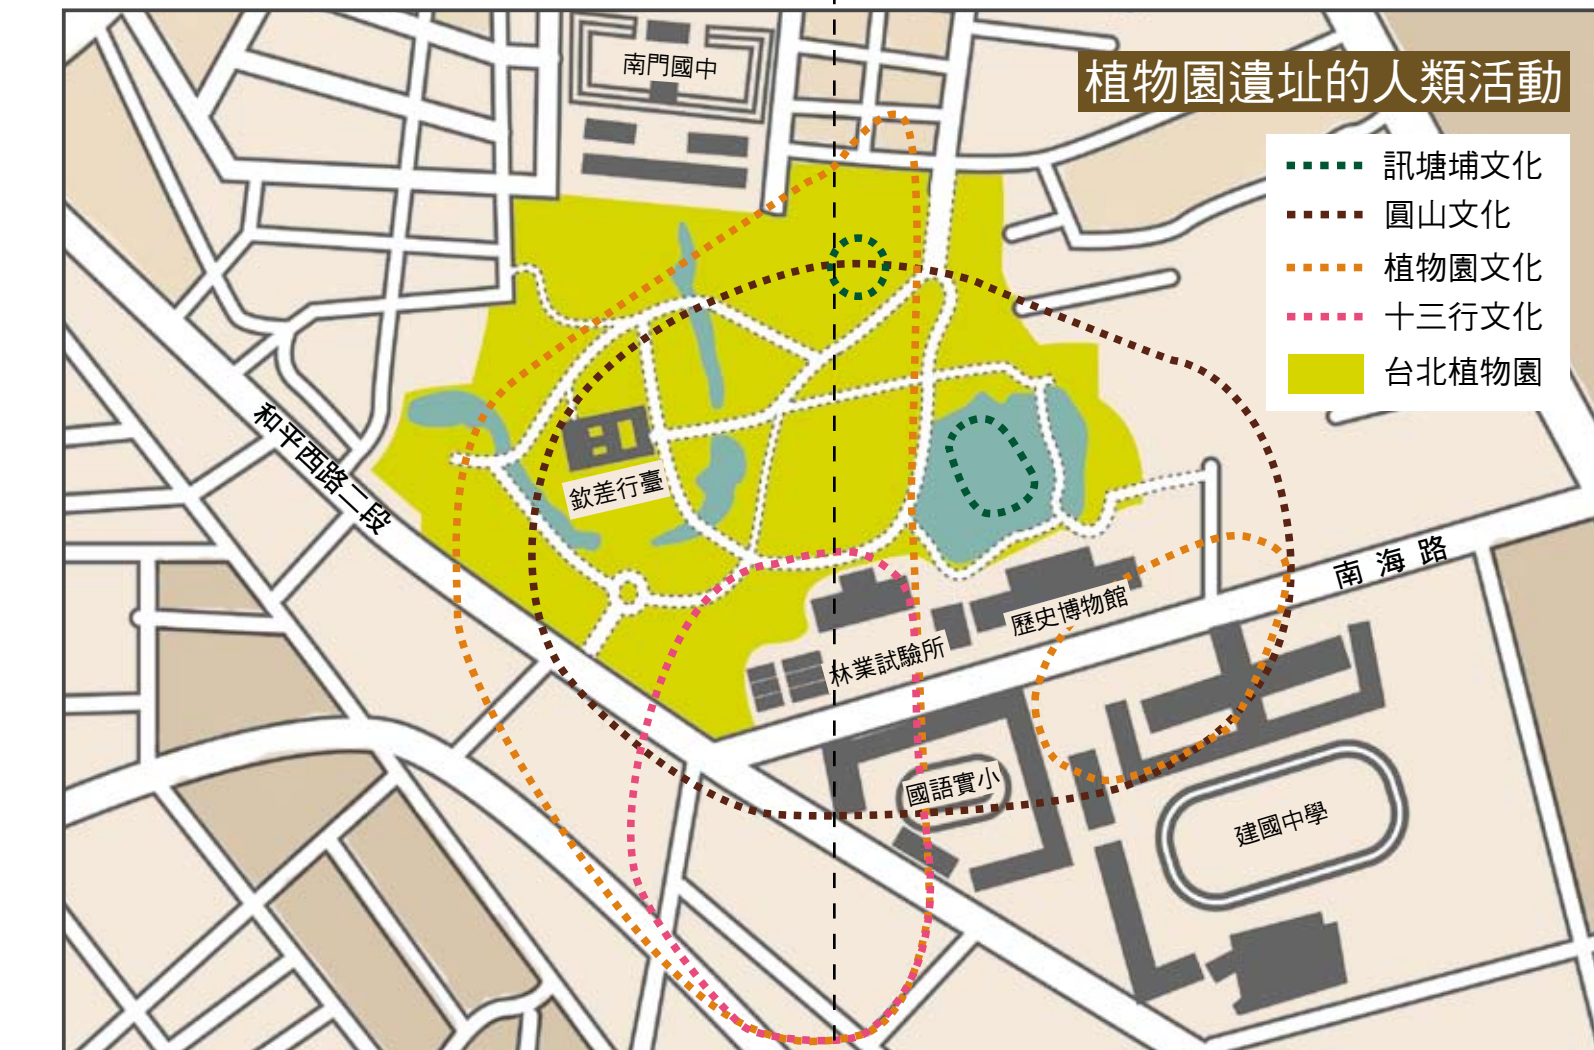 南門國中
植物園遺址的人類活動
訊塘埔文化
圓山文化
植物園文化
十三行文化
台北植物園
和平西路二段
欽差行臺
南海路
歷史博物館
林業試驗所
國語實小
建國中學